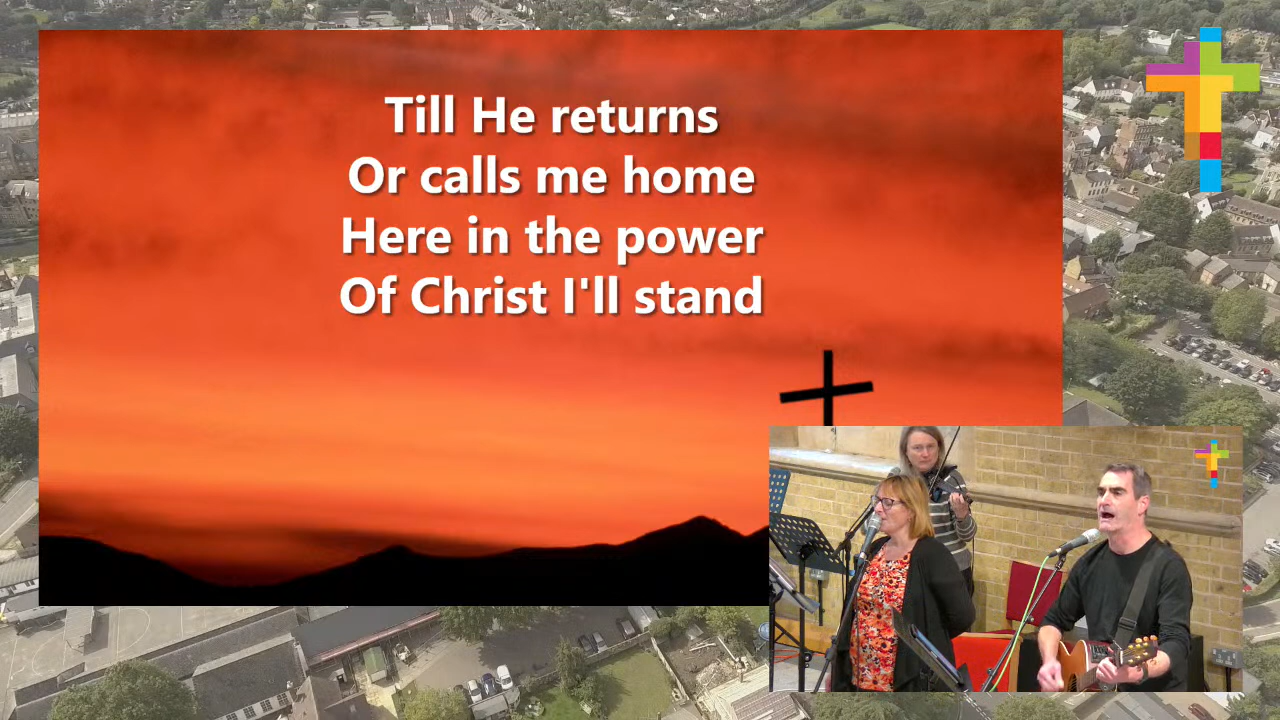 Till He returns
Or calls me home
Here in the power
Of Christ I'll stand